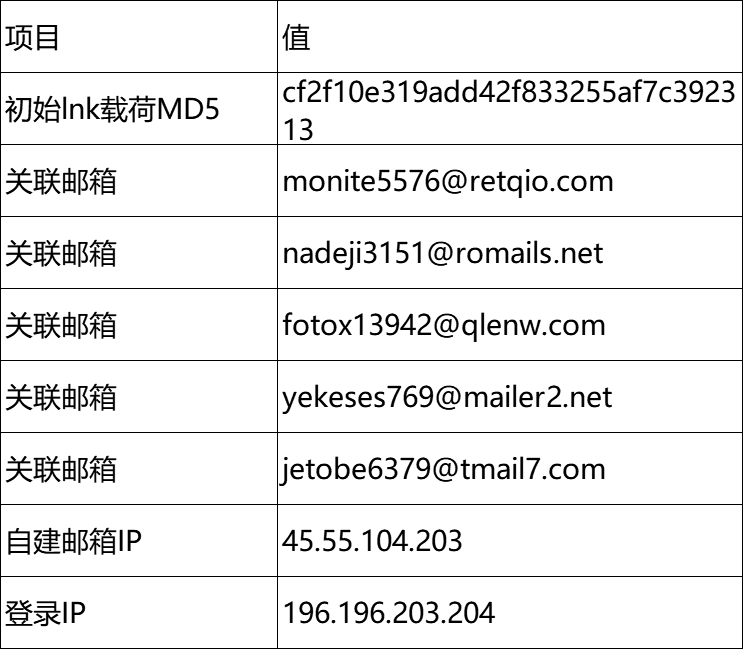 项目 值
初始lnk载荷MD5 cf2f10e319add42f833255af7c3923
13
关联邮箱 monite5576@retqio.com
关联邮箱 nadeji3151@romails.net
关联邮箱 fotox13942@qlenw.com
关联邮箱 yekeses769@mailer2.net
关联邮箱 jetobe6379@tmail7.com
自建邮箱IP 45.55.104.203
登录IP 196.196.203.204